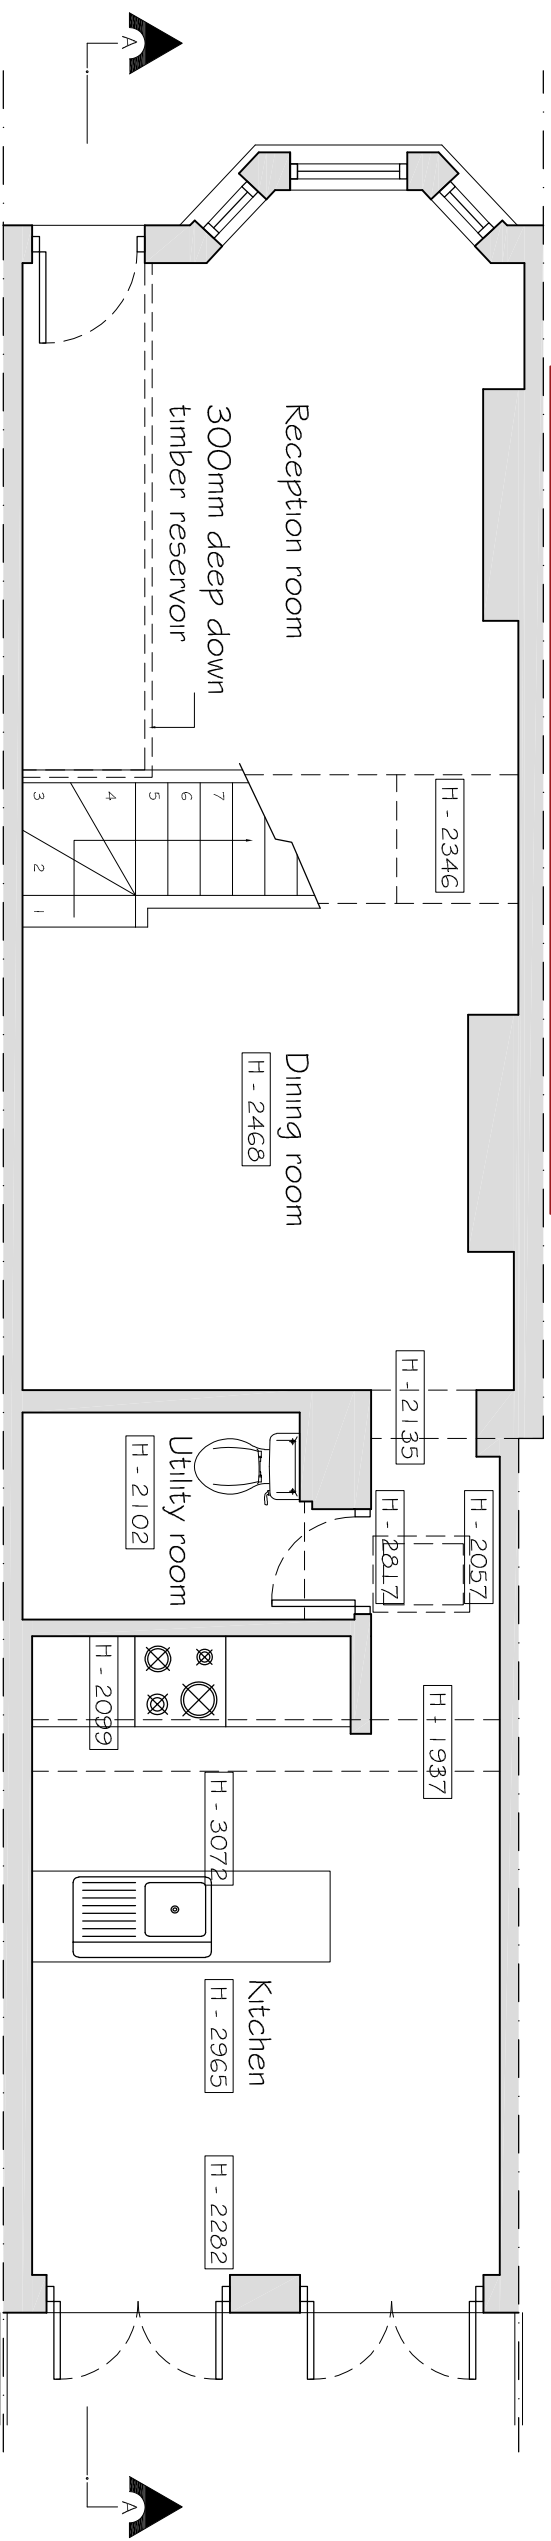 A
Reception room
300mm deep down
timber reservoir
H - 2346
7
6
5
4
3
2
1
Dining room
H - 2468
H - 2135
H - 2057
H - 2817
Utility room
H - 2102
H - 1937
H - 2099
H - 3072
Kitchen
H - 2965
H - 2282
A